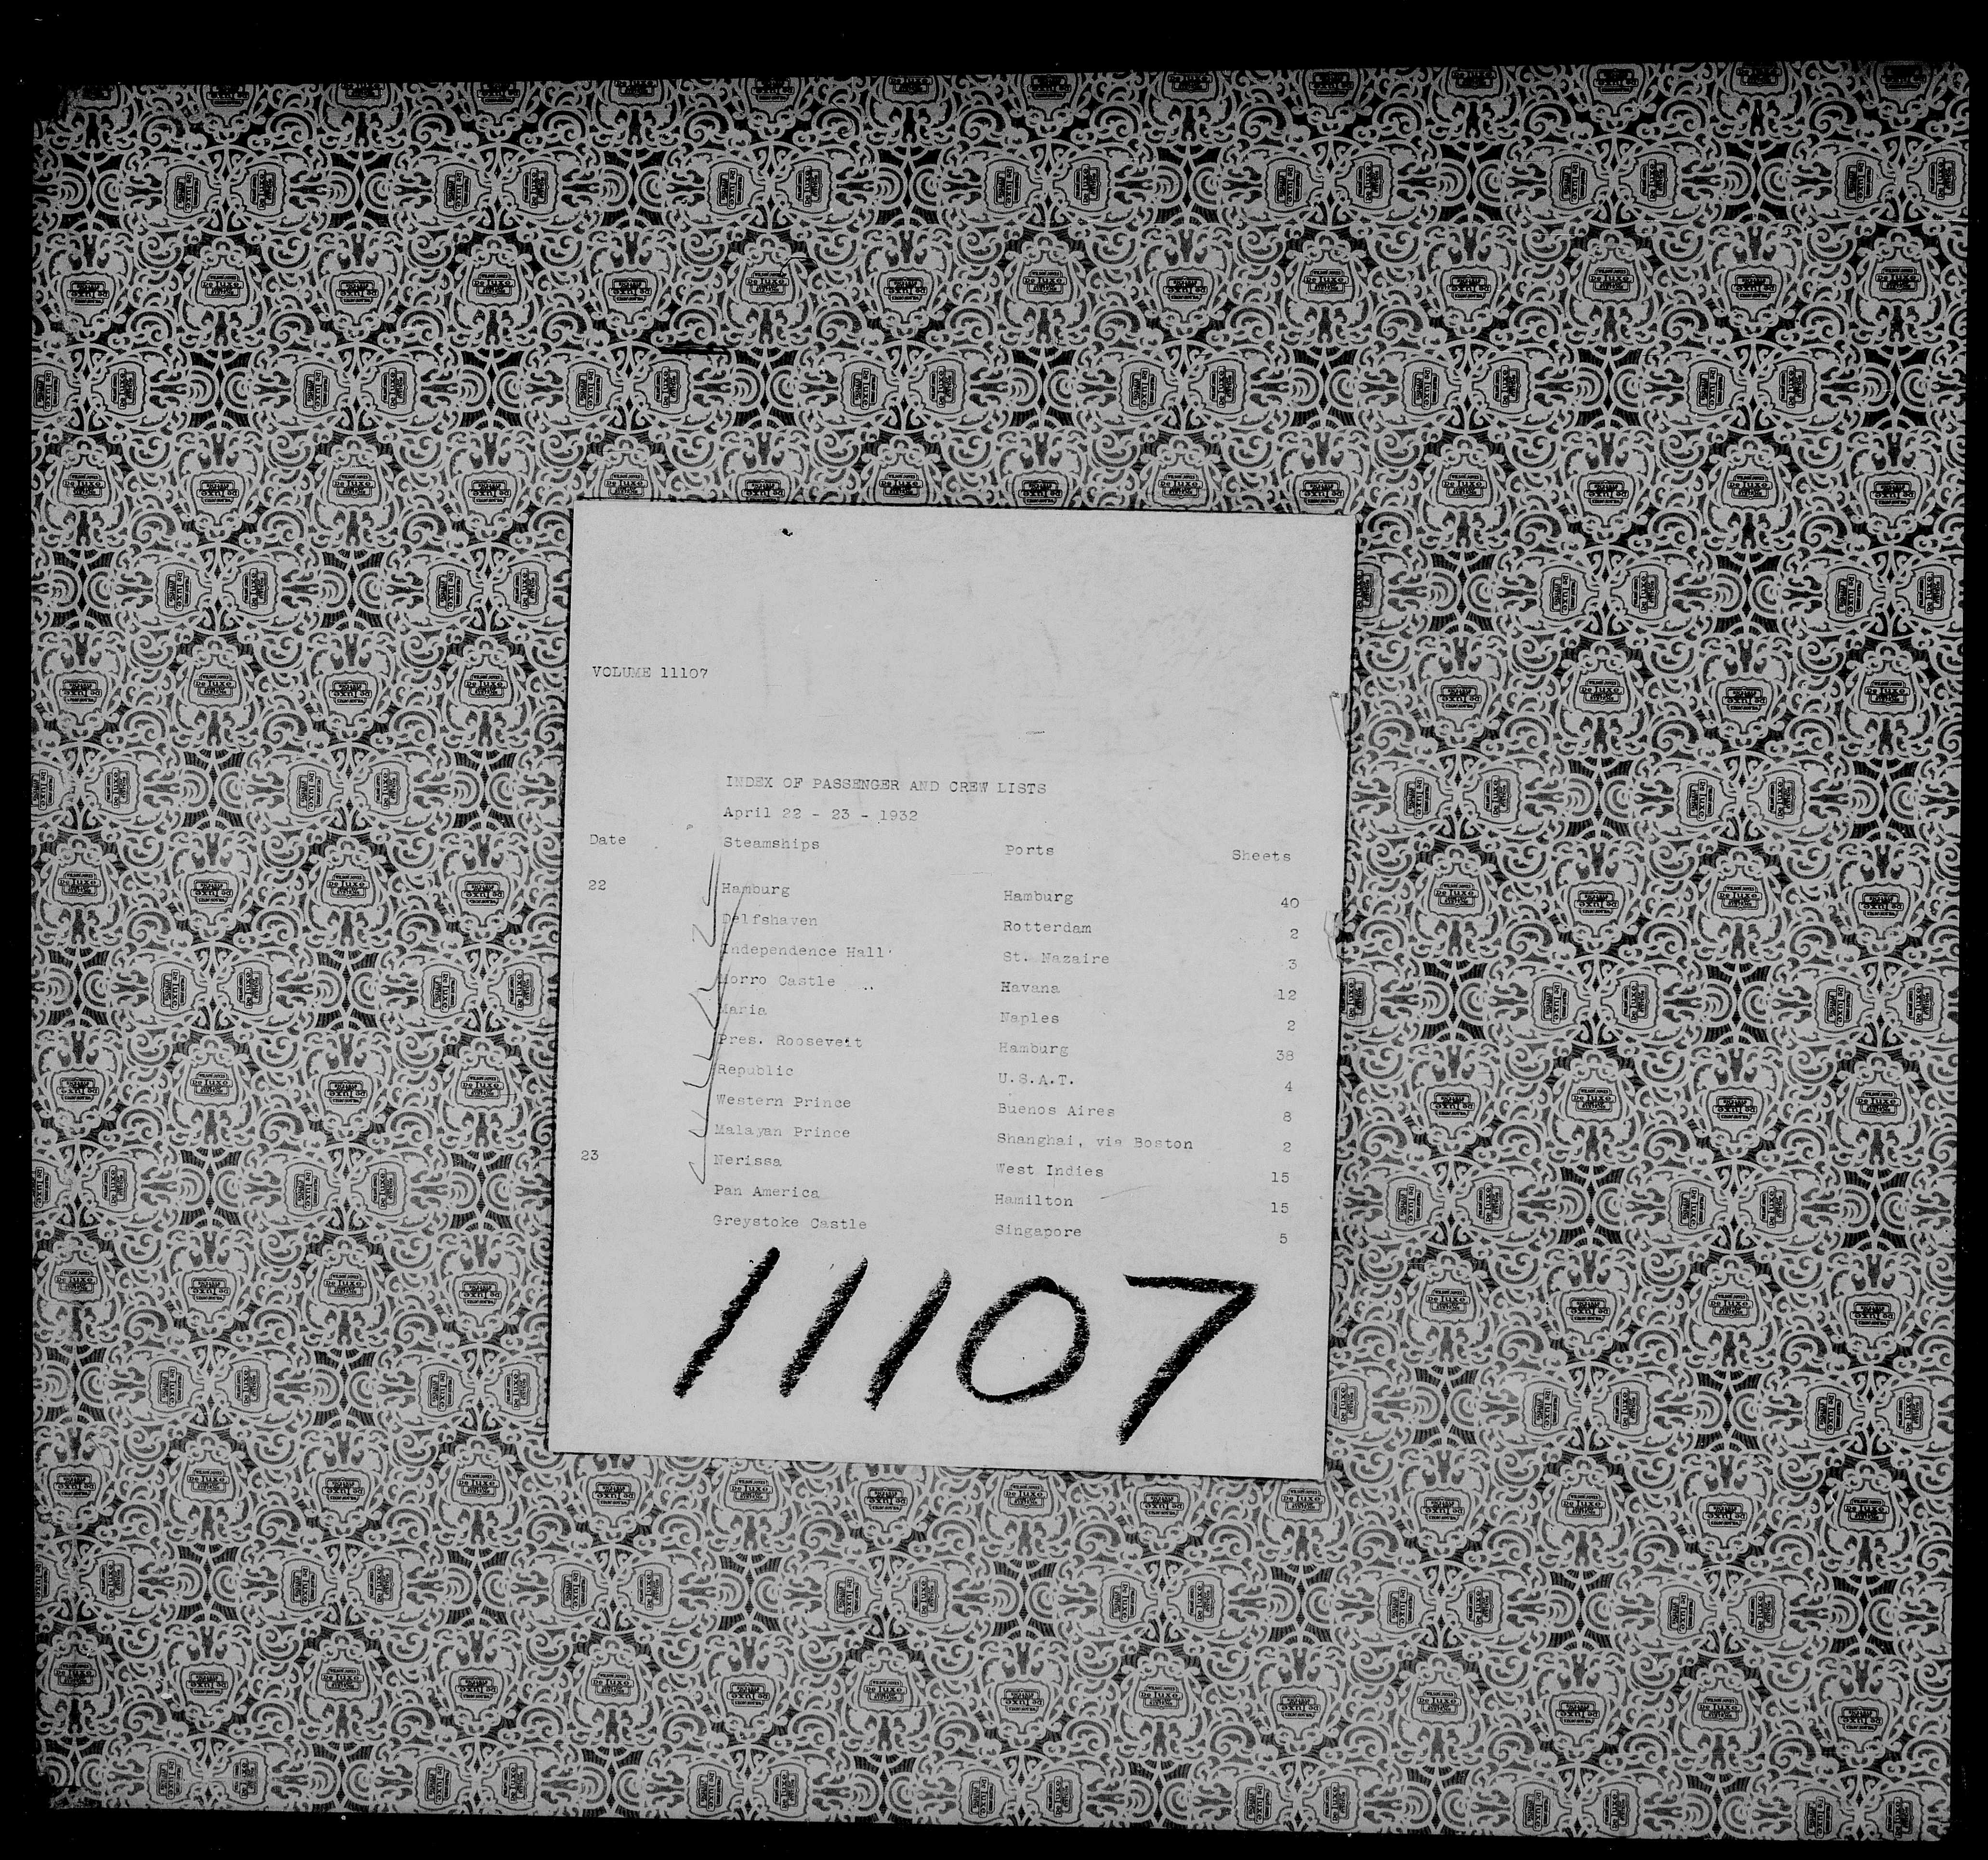 VOLUME 11107
INDEX OF PASSENGER AND CREW LISTS
April 22 - 23 - 1932
Date Steamships Ports Sheets
22 Hamburg Hamburg 40
Delfshaven Rotterdam 2
Independence Hall St. Nazaire 3
Morro Castle Havana 12
Maria Naples 2
Pres. Roosevelt Hamburg 38
Republic U.S.A.T. 4
Western Prince Buenos Aires 8
Malayan Prince Shanghai, via Boston 2
23 Nerissa West Indies 15
Pan America Hamilton 15
Greystoke Castle Singapore 5
11107